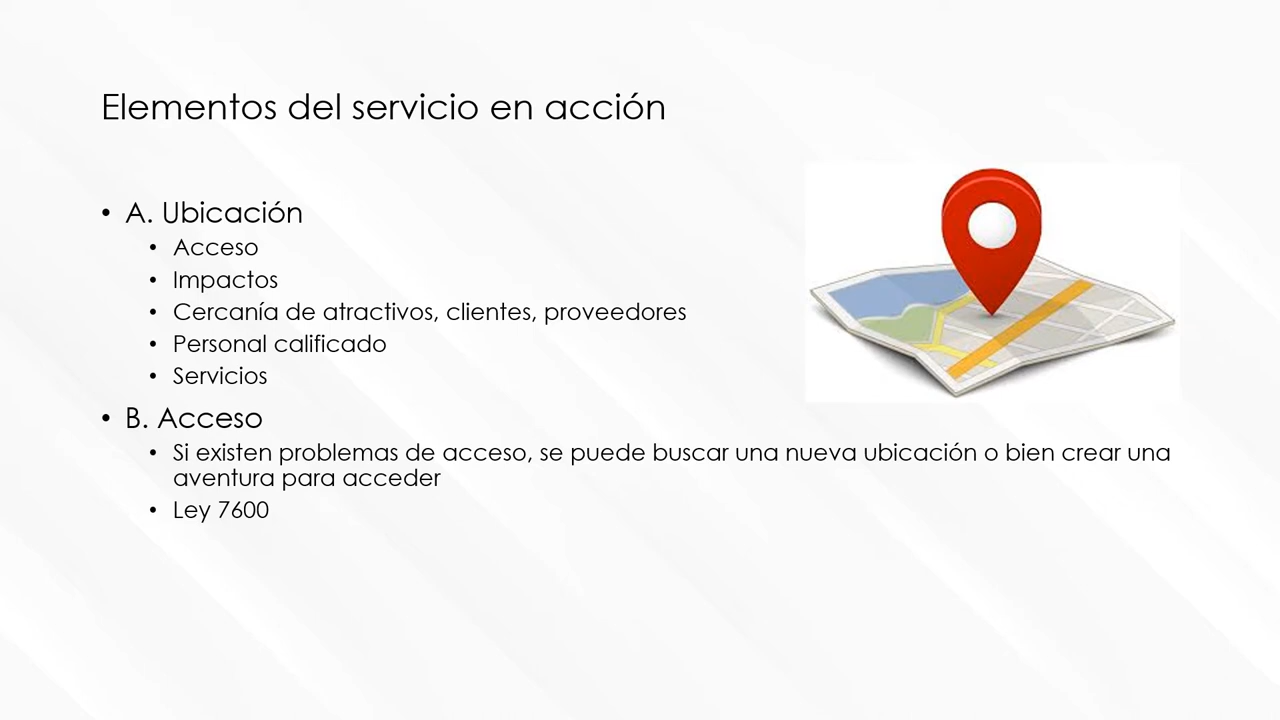 Elementos del servicio en acción
• A. Ubicación
• Acceso
• Impactos
• Cercanía de atractivos, clientes, proveedores
• Personal calificado
• Servicios
• B. Acceso
• Si existen problemas de acceso, se puede buscar una nueva ubicación o bien crear una
aventura para acceder
• Ley 7600